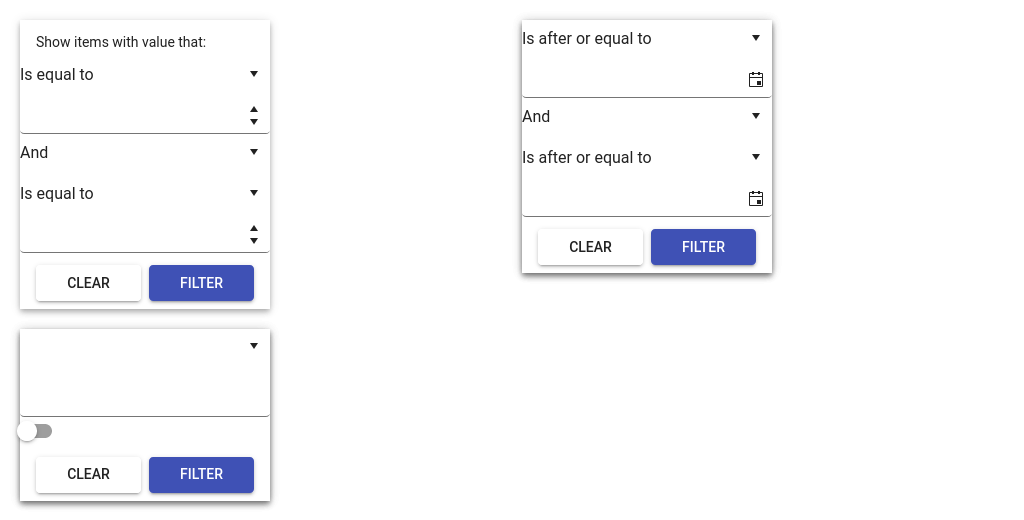 Show items with value that:
Is equal to
And
Is equal to
CLEAR FILTER
CLEAR FILTER
Is after or equal to
And
Is after or equal to
CLEAR FILTER